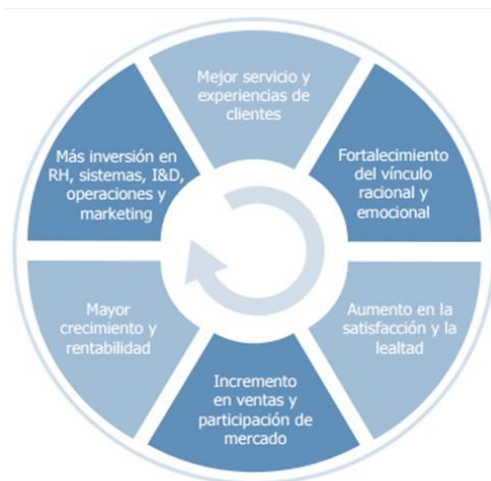 Mejor servicio y
experiencias de
clientes
Fortalecimiento
del vínculo
racional y
emocional
Aumento en la
satisfacción y la
lealtad
Incremento
en ventas y
participación de
mercado
Mayor
crecimiento y
rentabilidad
Más inversión en
RH, sistemas, I&D,
operaciones y
marketing